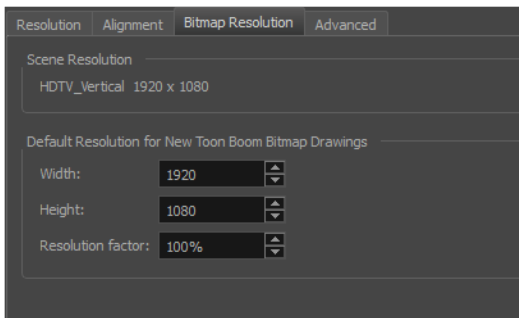 Resolution Alignment Bitmap Resolution Advanced
Scene Resolution
HDTV_Vertical 1920 x 1080
Default Resolution for New Toon Boom Bitmap Drawings
Width: 1920
Height: 1080
Resolution factor: 100%